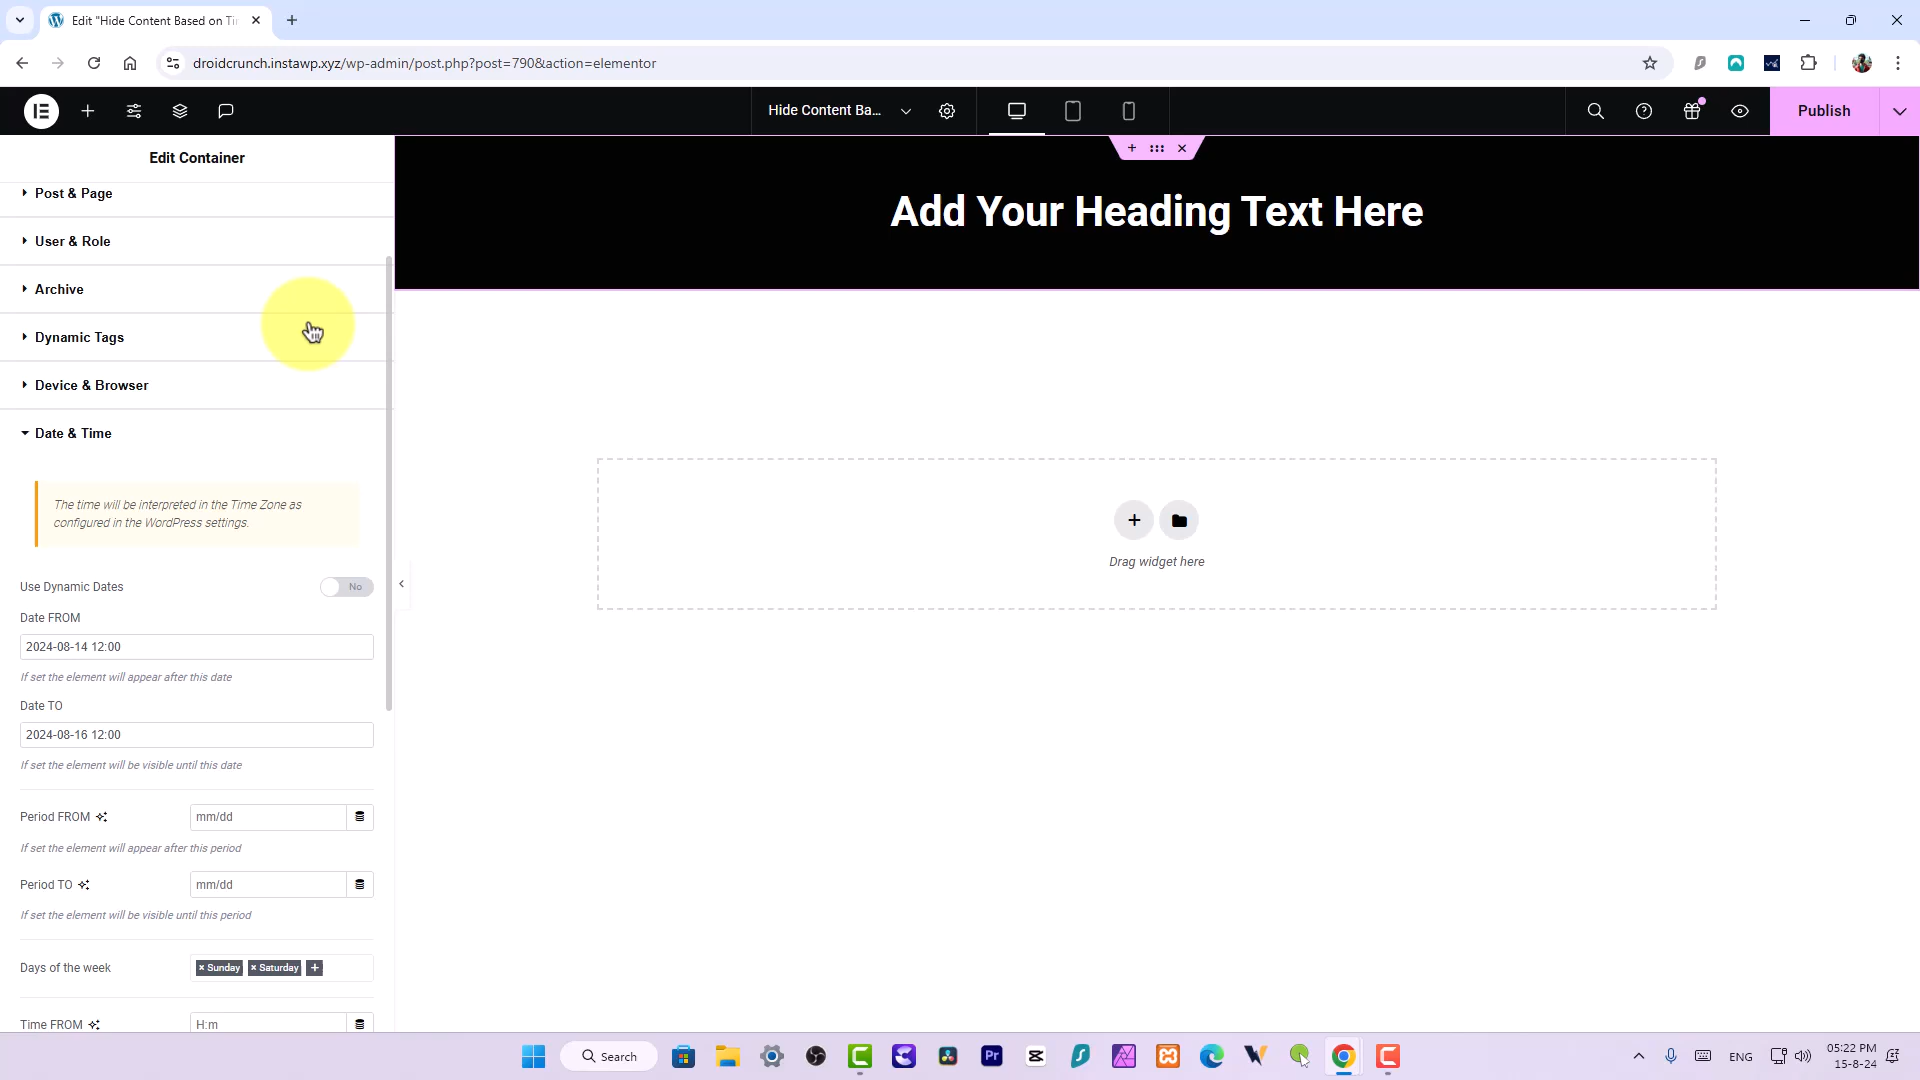 Edit "Hide Content Based on Ti
droidcrunch.instawp.xyz/wp-admin/post.php?post=790&action=elementor
Hide Content Ba...
Publish
Edit Container
Post & Page
User & Role
Archive
Dynamic Tags
Device & Browser
Date & Time
The time will be interpreted in the Time Zone as
configured in the WordPress settings.
Use Dynamic Dates
No
Date FROM
2024-08-14 12:00
If set the element will appear after this date
Date TO
2024-08-16 12:00
If set the element will be visible until this date
Period FROM
mm/dd
If set the element will appear after this period
Period TO
mm/dd
If set the element will be visible until this period
Days of the week
× Sunday × Saturday +
Time FROM
H:m
Add Your Heading Text Here
Drag widget here
Search
Pr
ENG
05:22 PM
15-8-24